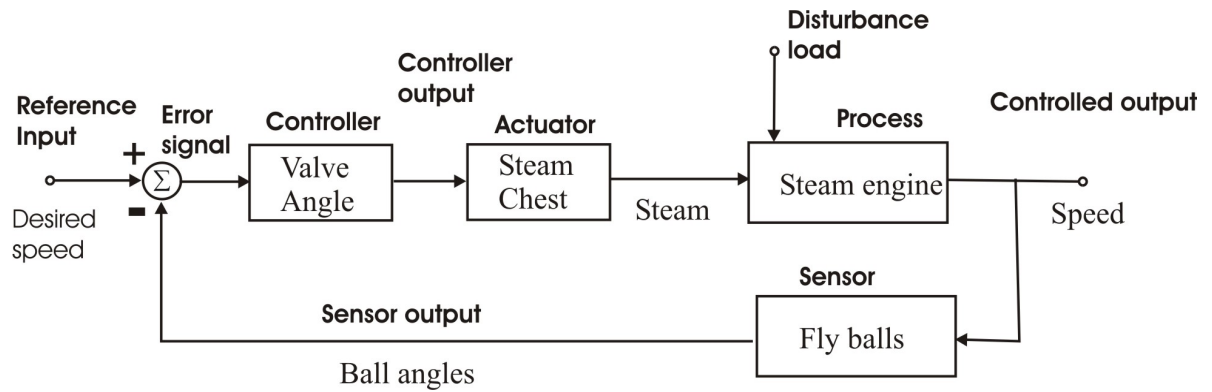 Disturbance
load
Controller
output
Controlled output
Reference
Input
Error
signal
Controller
Actuator
Process
+
Σ
-
Valve
Angle
Steam
Chest
Steam engine
Desired
speed
Steam
Speed
Sensor
Sensor output
Fly balls
Ball angles